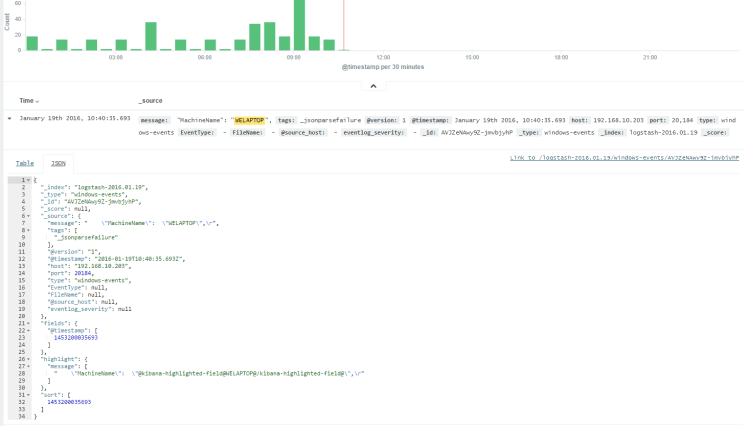 60
40
20
0
Count
03:00 06:00 09:00 12:00 15:00 18:00 21:00
@timestamp per 30 minutes
Time _source
January 19th 2016, 10:40:35.693 message: "MachineName": "WELAPTOP", tags: _jsonparsefailure @version: 1 @timestamp: January 19th 2016, 10:40:35.693 host: 192.168.10.203 port: 20,184 type: wind
ows-events EventType: - FileName: - @source_host: - eventlog_severity: - _id: AVJZeNAwy9Z-jmvbjyhP _type: windows-events _index: logstash-2016.01.19 _score:
Table JSON Link to /logstash-2016.01.19/windows-events/AVJZeNAwy9Z-jmvbjyhP
1 {
2 "_index": "logstash-2016.01.19",
3 "_type": "windows-events",
4 "_id": "AVJZeNAwy9Z-jmvbjyhP",
5 "_score": null,
6 "_source": {
7 "message": " \"MachineName\": \"WELAPTOP\",\r",
8 "tags": [
9 "_jsonparsefailure"
10 ],
11 "@version": "1",
12 "@timestamp": "2016-01-19T10:40:35.693Z",
13 "host": "192.168.10.203",
14 "port": 20184,
15 "type": "windows-events",
16 "EventType": null,
17 "FileName": null,
18 "@source_host": null,
19 "eventlog_severity": null
20 },
21 "fields": {
22 "@timestamp": [
23 1453200035693
24 ]
25 },
26 "highlight": {
27 "message": [
28 " \"MachineName\": \"@kibana-highlighted-field@WELAPTOP@/kibana-highlighted-field@\",\r"
29 ]
30 },
31 "sort": [
32 1453200035693
33 ]
34 }